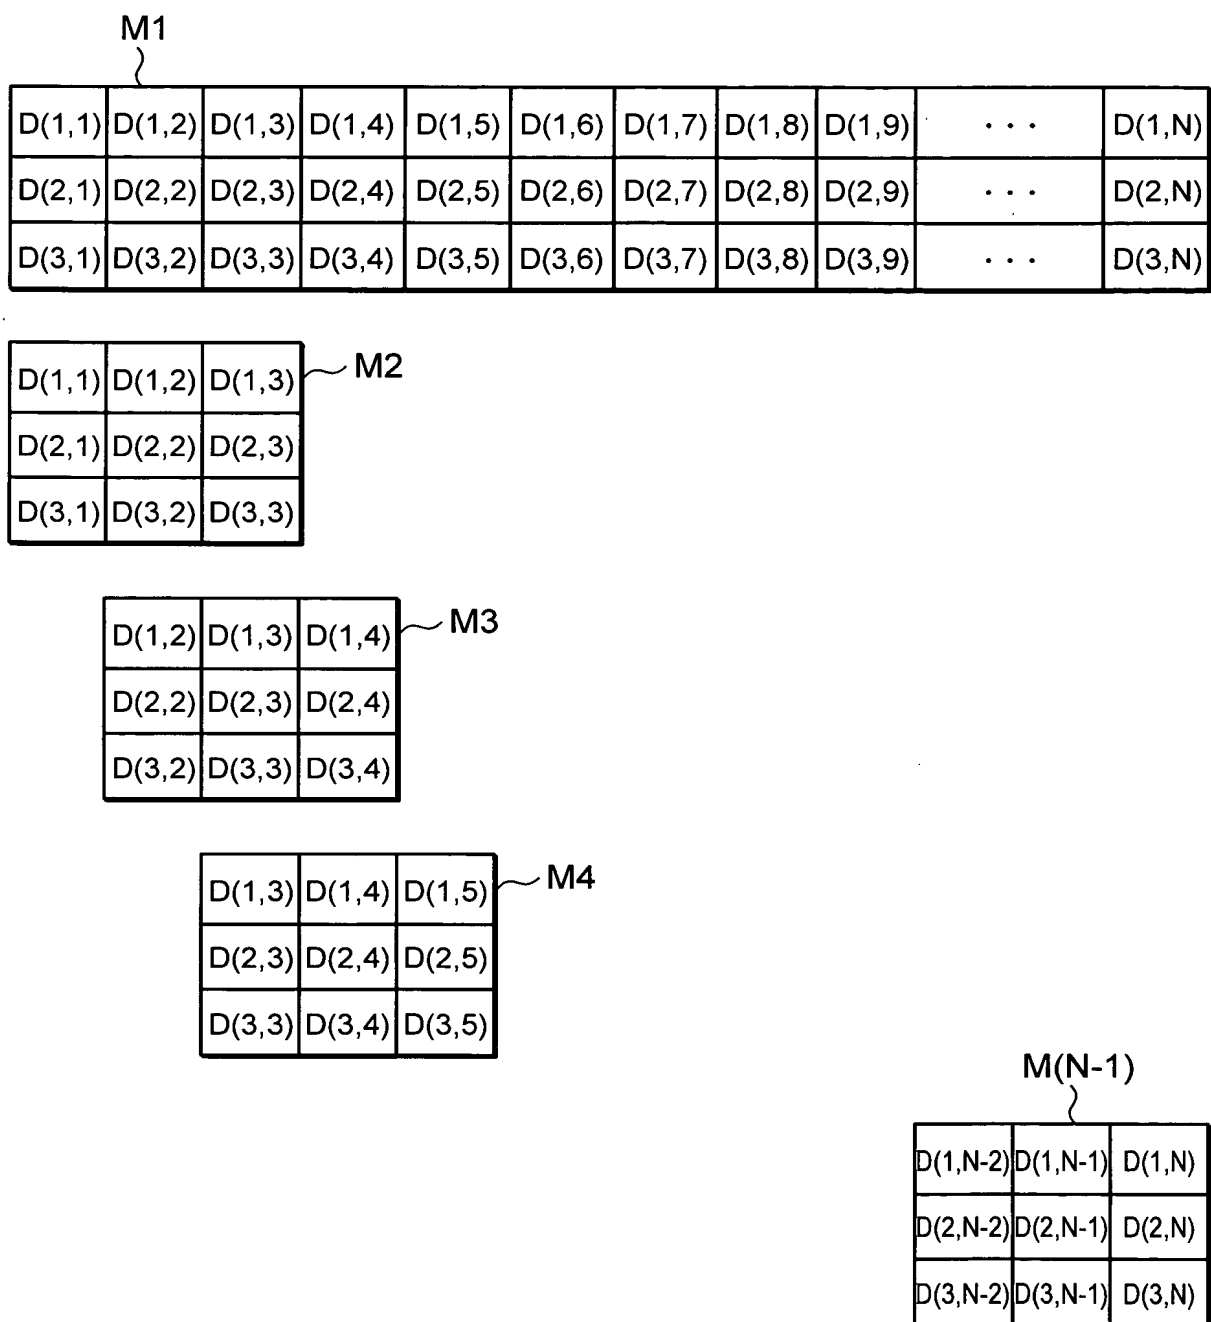 M1
D(1,1) D(1,2) D(1,3) D(1,4) D(1,5) D(1,6) D(1,7) D(1,8) D(1,9) ··· D(1,N)
D(2,1) D(2,2) D(2,3) D(2,4) D(2,5) D(2,6) D(2,7) D(2,8) D(2,9) ··· D(2,N)
D(3,1) D(3,2) D(3,3) D(3,4) D(3,5) D(3,6) D(3,7) D(3,8) D(3,9) ··· D(3,N)
M2
D(1,1) D(1,2) D(1,3)
D(2,1) D(2,2) D(2,3)
D(3,1) D(3,2) D(3,3)
M3
D(1,2) D(1,3) D(1,4)
D(2,2) D(2,3) D(2,4)
D(3,2) D(3,3) D(3,4)
M4
D(1,3) D(1,4) D(1,5)
D(2,3) D(2,4) D(2,5)
D(3,3) D(3,4) D(3,5)
M(N-1)
D(1,N-2) D(1,N-1) D(1,N)
D(2,N-2) D(2,N-1) D(2,N)
D(3,N-2) D(3,N-1) D(3,N)